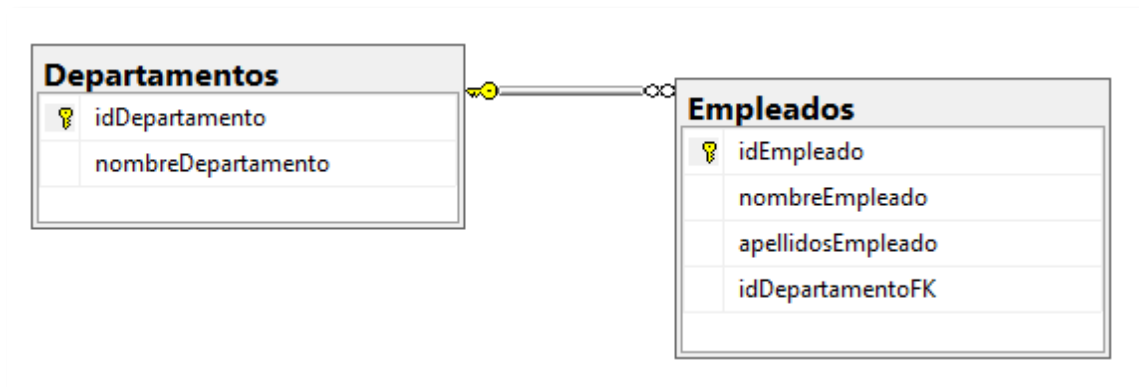 Departamentos
idDepartamento
nombreDepartamento
Empleados
idEmpleado
nombreEmpleado
apellidosEmpleado
idDepartamentoFK